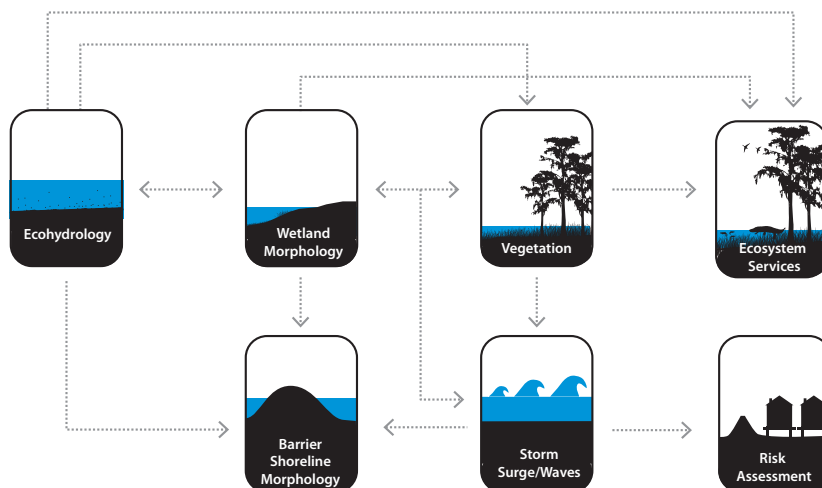 Ecohydrology
Wetland
Morphology
Vegetation
Ecosystem
Services
Barrier
Shoreline
Morphology
Storm
Surge/Waves
Risk
Assessment